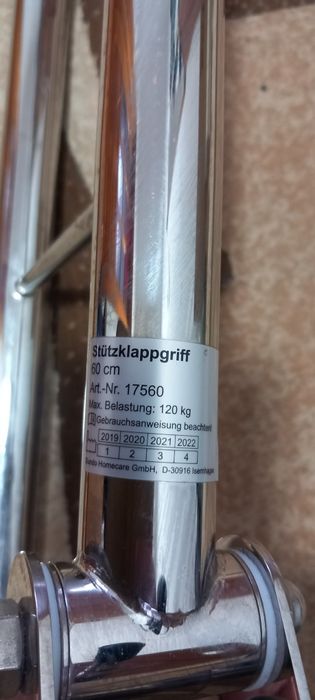 Stützklappgriff
60 cm
Art.-Nr. 17560
Max. Belastung: 120 kg
Gebrauchsanweisung beachten!
2019 2020 2021 2022
1 2 3 4
Homecare GmbH, D-30916 Isernhagen